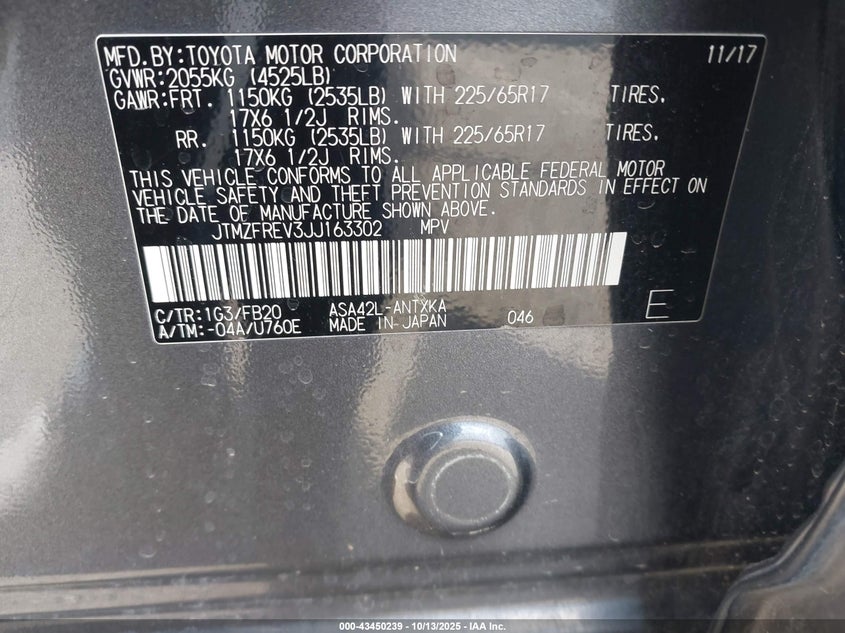 MFD.BY:TOYOTA MOTOR CORPORATION 11/17
GVWR:2055KG (4525LB)
GAWR:FRT. 1150KG (2535LB) WITH 225/65R17 TIRES,
17X6 1/2J RIMS.
RR. 1150KG (2535LB) WITH 225/65R17 TIRES,
17X6 1/2J RIMS.
THIS VEHICLE CONFORMS TO ALL APPLICABLE FEDERAL MOTOR
VEHICLE SAFETY AND THEFT PREVENTION STANDARDS IN EFFECT ON
THE DATE OF MANUFACTURE SHOWN ABOVE.
JTMZFREV3JJ163302 MPV
C/TR:1G3/FB20 ASA42L-ANTXKA
A/TM:-04A/U760E MADE IN JAPAN 046 E
000-43450239 - 10/13/2025 - IAA Inc.